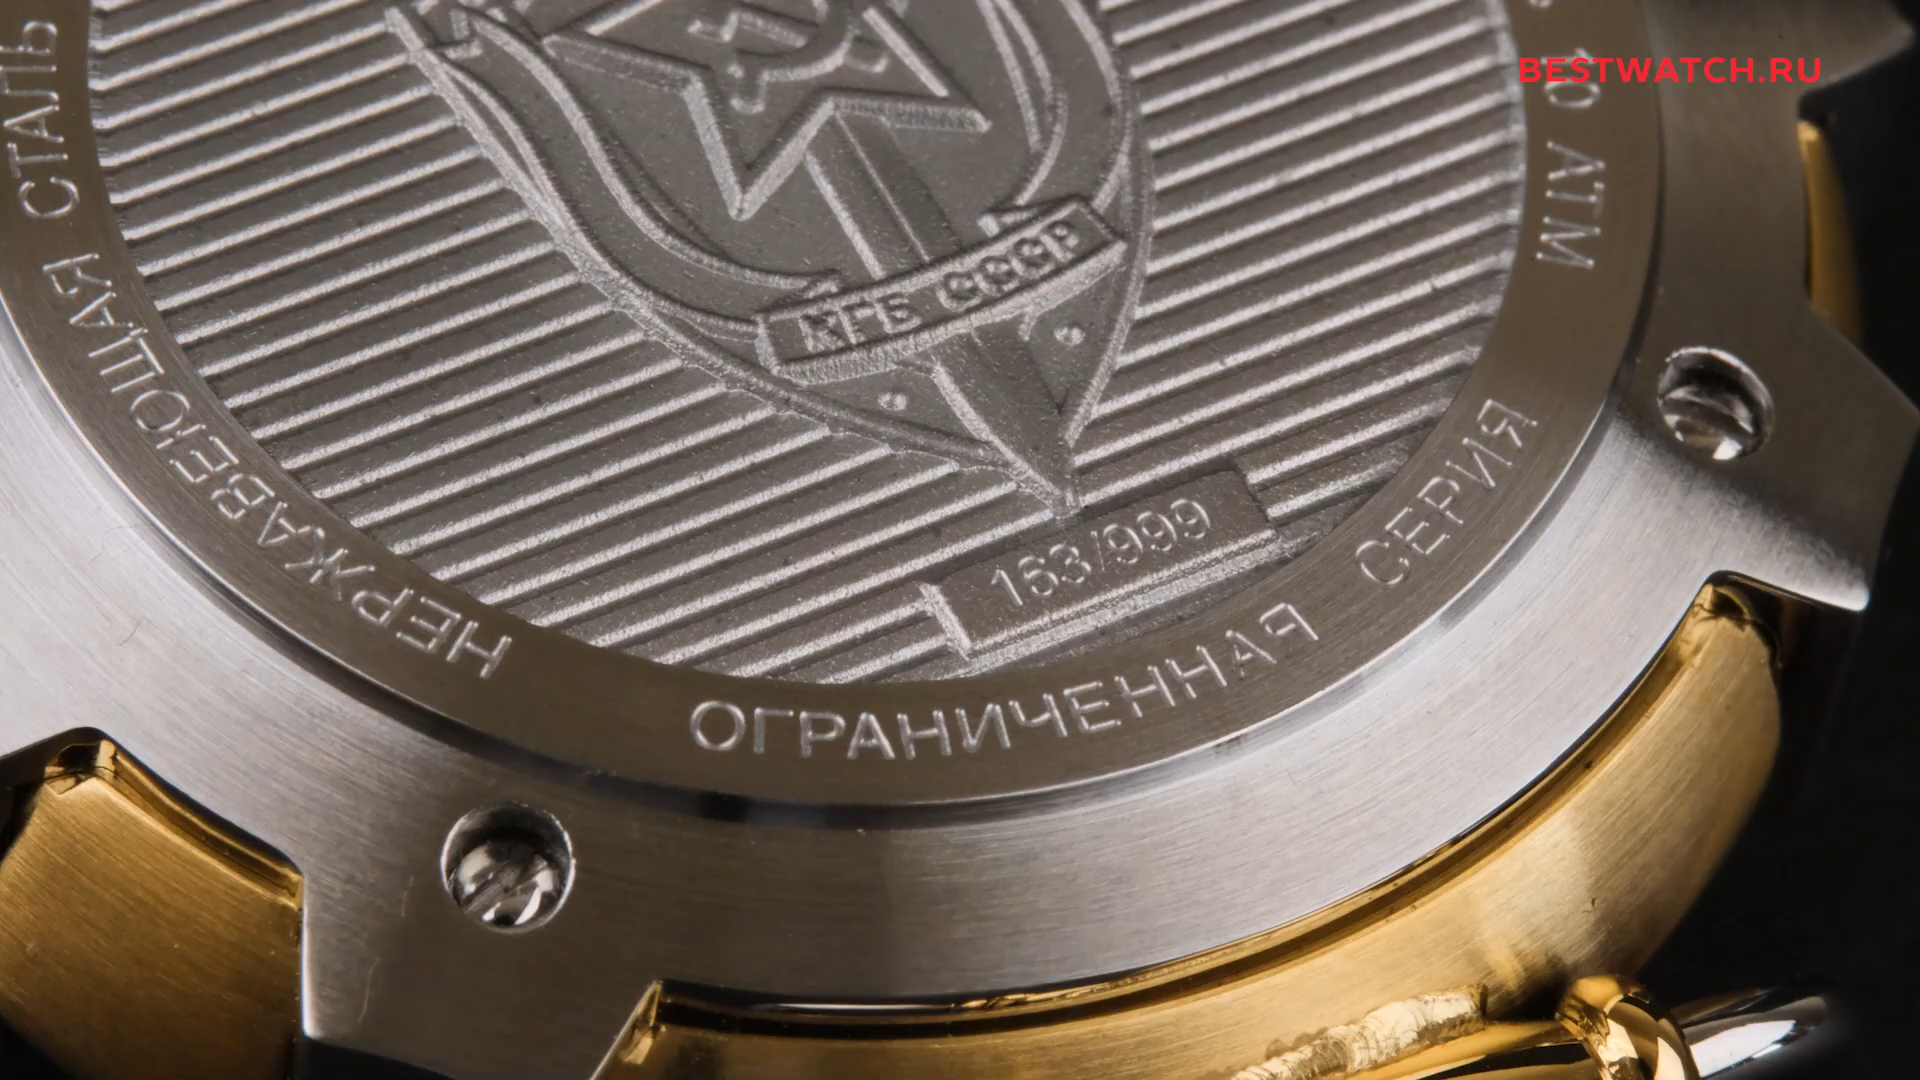 BESTWATCH.RU
10 АТМ
КГБ СССР
163/999
НЕРЖАВЕЮЩАЯ СТАЛЬ
ОГРАНИЧЕННАЯ СЕРИЯ